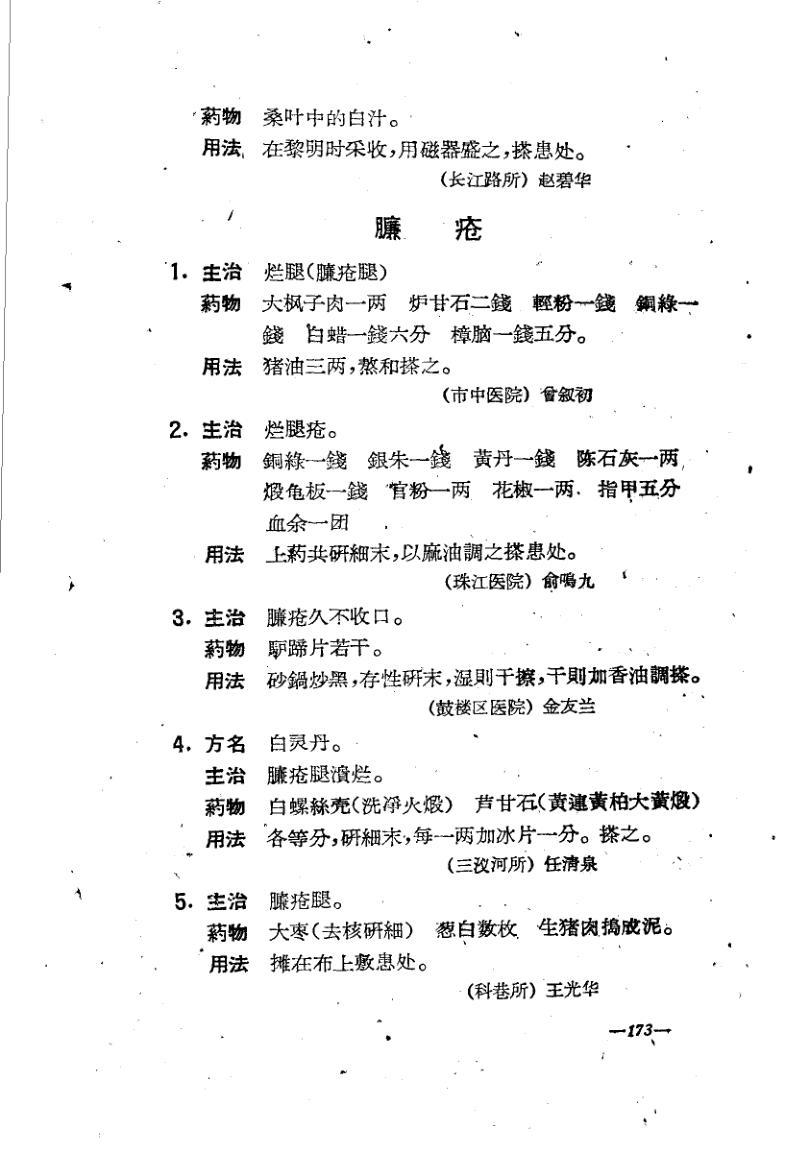 葯物 桑叶中的白汁。
用法 在黎明时采收,用磁器盛之,搽患处。
(长江路所) 赵碧华
臁 疮
1. 主治 烂腿(臁疮腿)
葯物 大枫子肉一两 炉甘石二錢 輕粉一錢 銅綠一
錢 白蜡一錢六分 樟脑一錢五分。
用法 猪油三两,熬和搽之。
(市中医院) 曾叙初
2. 主治 烂腿疮。
葯物 銅綠一錢 銀朱一錢 黃丹一錢 陈石灰一两
煅龟板一錢 官粉一两 花椒一两 指甲五分
血余一团
用法 上葯共研細末,以麻油調之搽患处。
(珠江医院) 俞鳴九
3. 主治 臁疮久不收口。
葯物 馿蹄片若干。
用法 砂鍋炒黑,存性研末,湿則干擦,干則加香油調搽。
(鼓楼区医院) 金友兰
4. 方名 白灵丹。
主治 臁疮腿潰烂。
葯物 白螺絲壳(洗净火煅) 芦甘石(黃連黃柏大黃煅)
用法 各等分,研細末,每一两加冰片一分。搽之。
(三汊河所) 任清泉
5. 主治 臁疮腿。
葯物 大枣(去核研細) 葱白数枚 生猪肉搗成泥。
用法 摊在布上敷患处。
(科巷所) 王光华
—173—